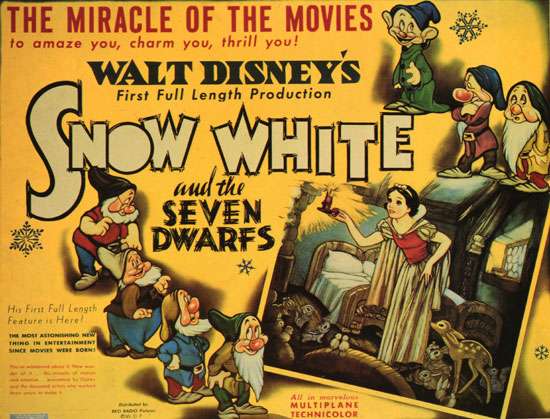 THE MIRACLE OF THE MOVIES
to amaze you, charm you, thrill you!
WALT DISNEY'S
First Full Length Production
SNOW WHITE
and the
SEVEN
DWARFS
His First Full Length
Feature is Here!
THE MOST ASTONISHING NEW
THING IN ENTERTAINMENT
SINCE MOVIES WERE BORN!
Distributed by
RKO RADIO Pictures
All in marvelous
MULTIPLANE
TECHNICOLOR